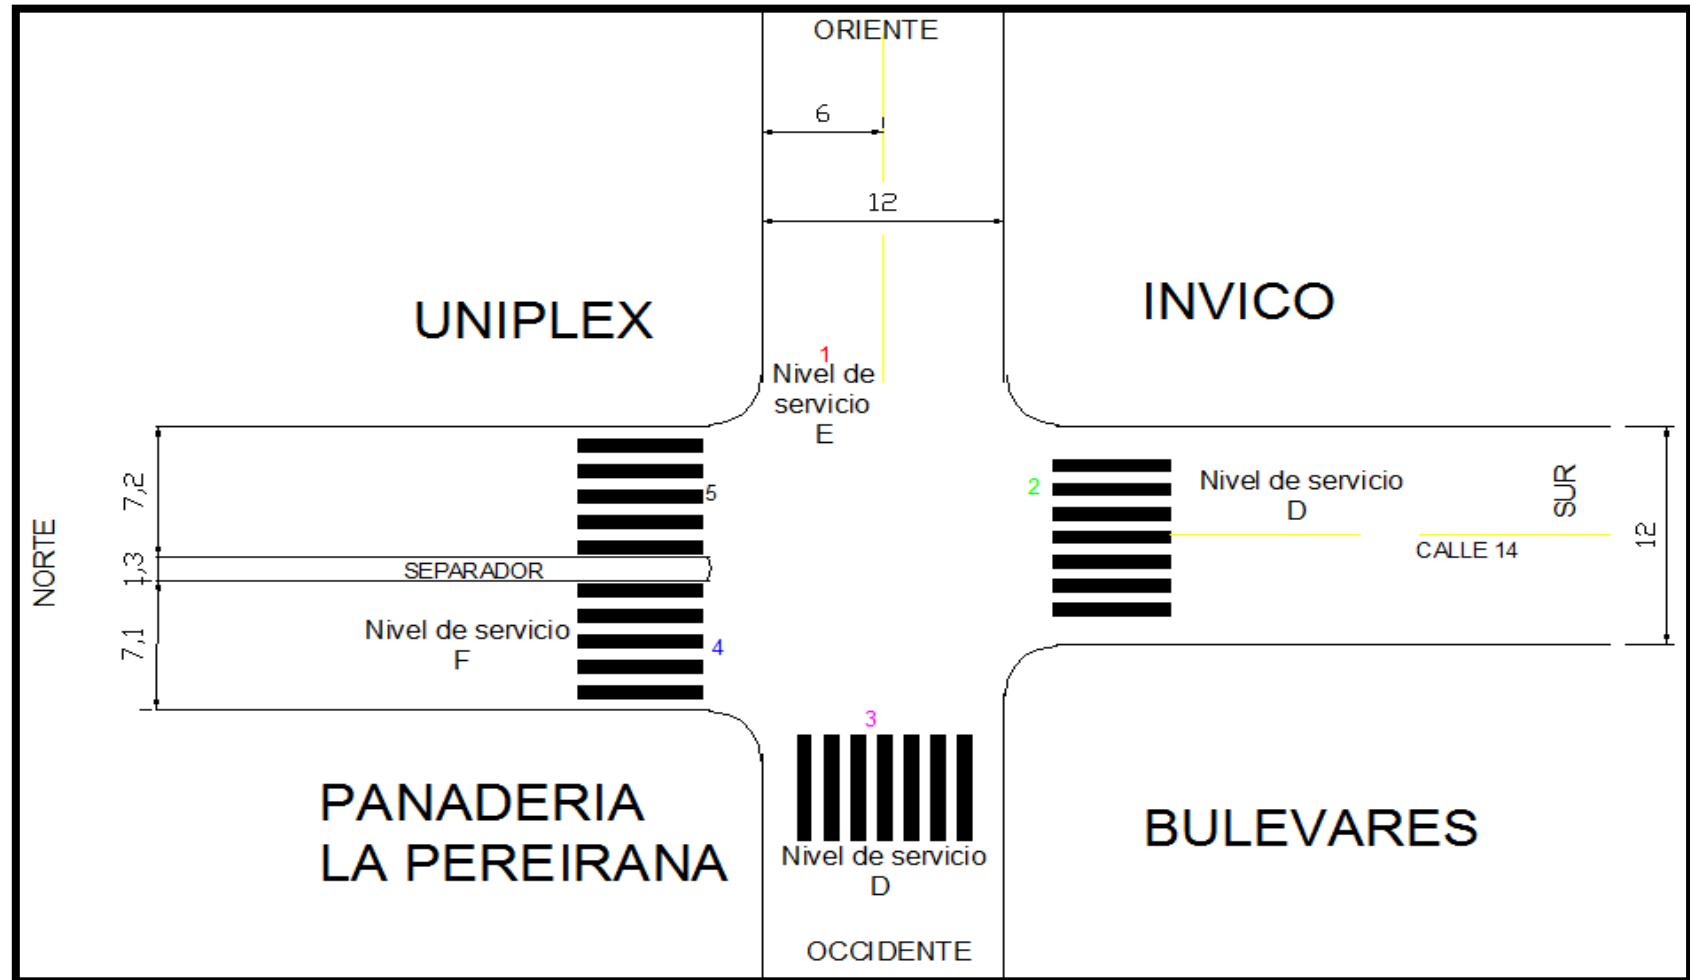 ORIENTE
6
12
UNIPLEX
INVICO
1
Nivel de
servicio
E
7,2
5
2
Nivel de servicio
D
SUR
12
CALLE 14
NORTE
1,3
SEPARADOR
7,1
Nivel de servicio
F
4
3
PANADERIA
LA PEREIRANA
BULEVARES
Nivel de servicio
D
OCCIDENTE